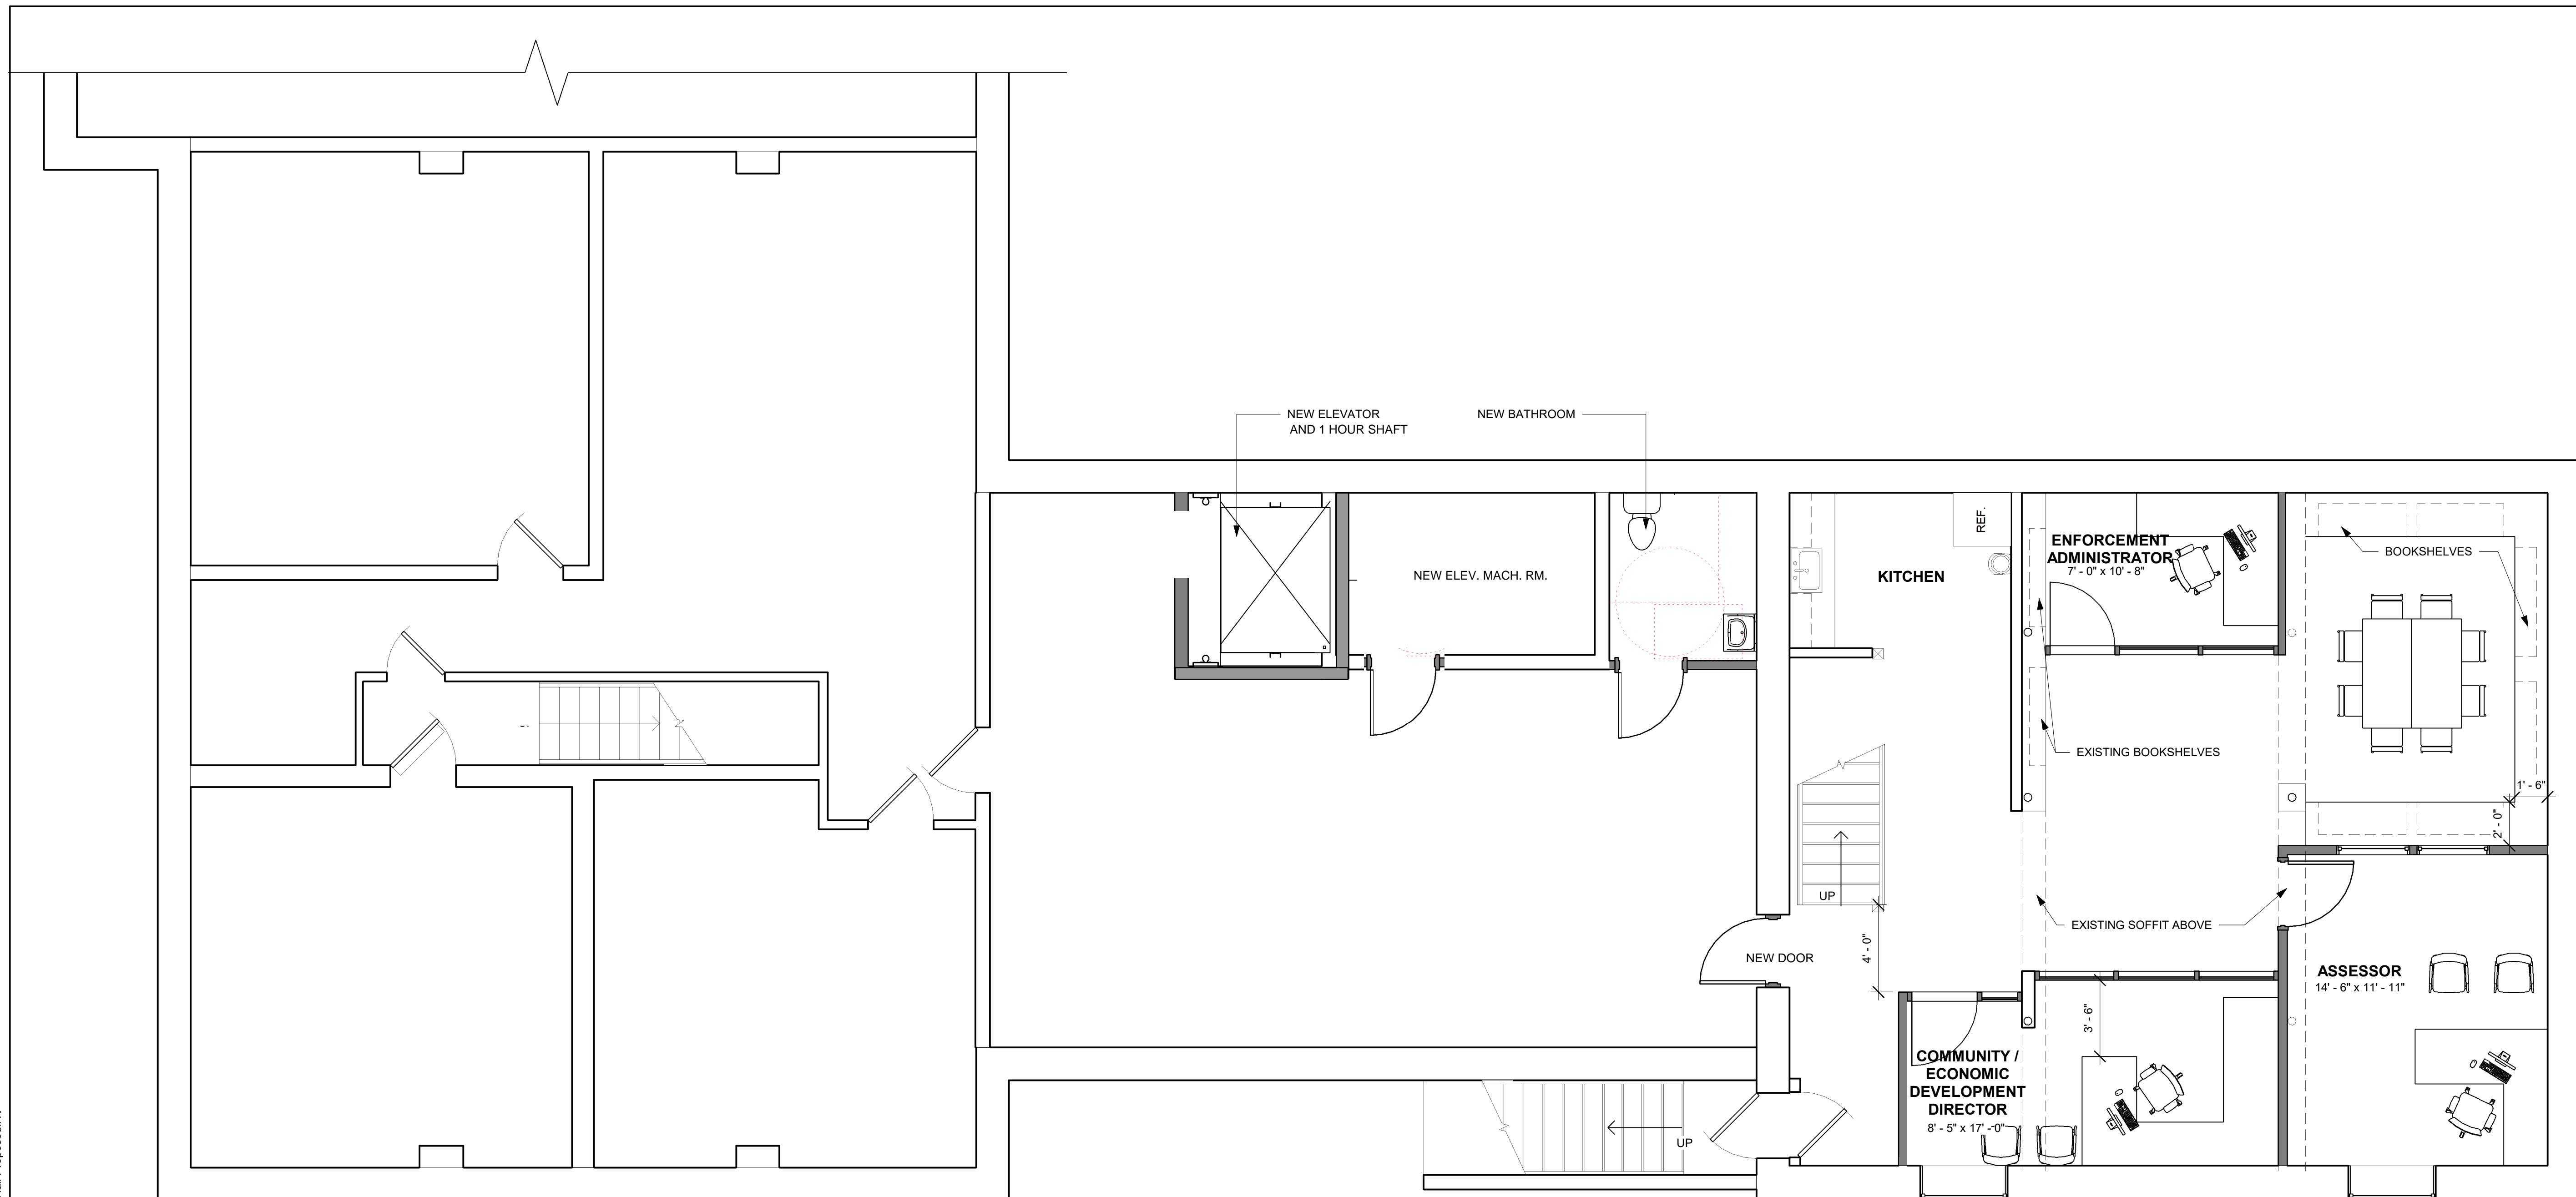 NEW ELEVATOR
AND 1 HOUR SHAFT
NEW BATHROOM
NEW ELEV. MACH. RM.
KITCHEN
REF.
ENFORCEMENT
ADMINISTRATOR
7' - 0" x 10' - 8"
BOOKSHELVES
EXISTING BOOKSHELVES
1' - 6"
2' - 0"
UP
EXISTING SOFFIT ABOVE
4' - 0"
NEW DOOR
ASSESSOR
14' - 6" x 11' - 11"
3' - 6"
COMMUNITY /
ECONOMIC
DEVELOPMENT
DIRECTOR
8' - 5" x 17' -0"
UP